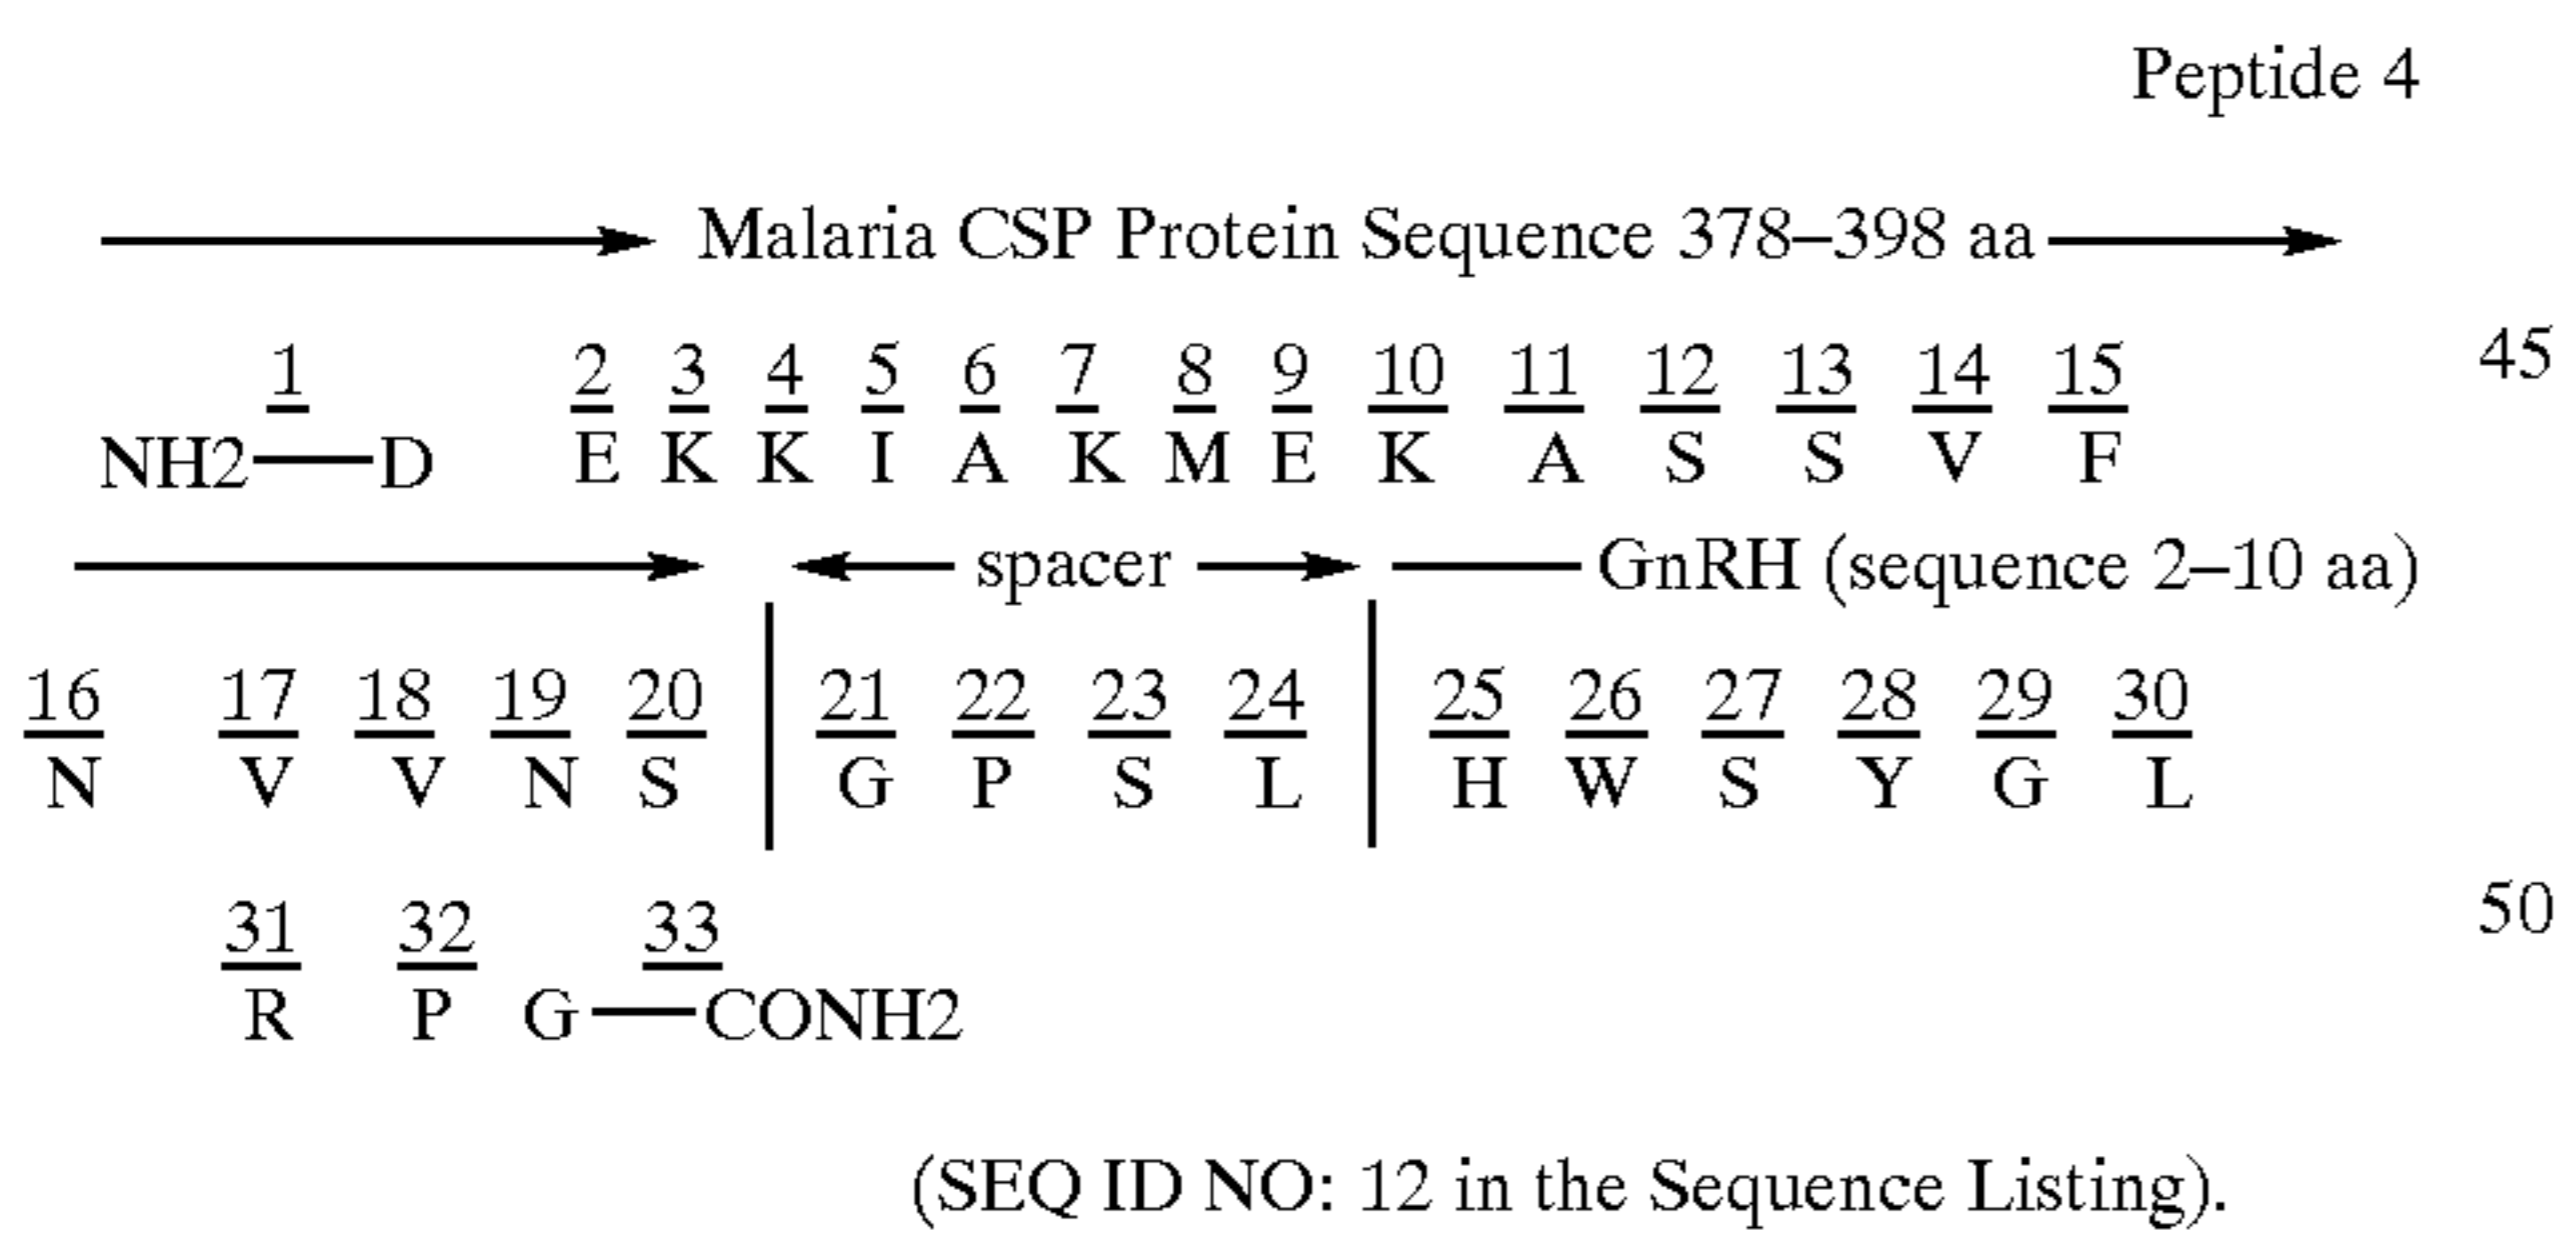 Peptide 4
Malaria CSP Protein Sequence 378–398 aa
1 2 3 4 5 6 7 8 9 10 11 12 13 14 15 45
NH2—D E K K I A K M E K A S S V F
spacer GnRH (sequence 2–10 aa)
16 17 18 19 20 21 22 23 24 25 26 27 28 29 30
N V V N S G P S L H W S Y G L
31 32 33 50
R P G—CONH2
(SEQ ID NO: 12 in the Sequence Listing).